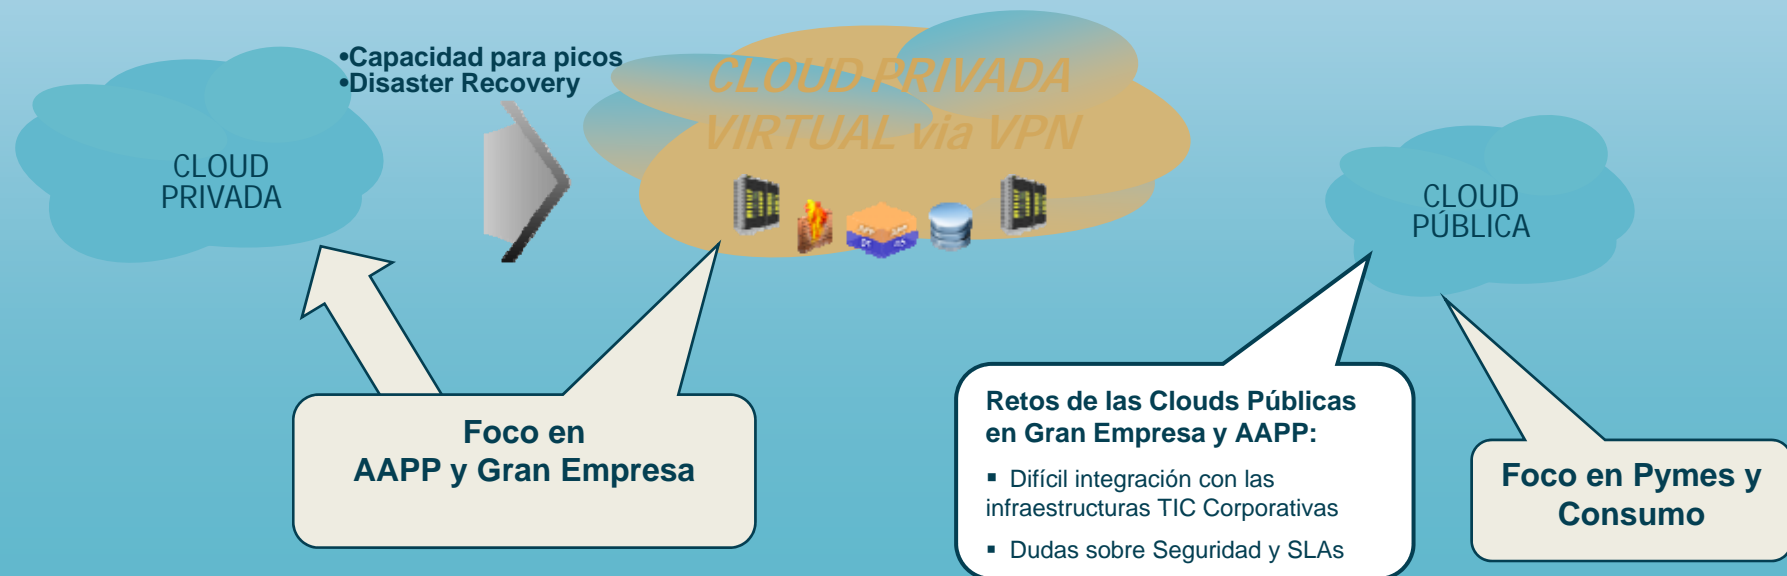 •Capacidad para picos
•Disaster Recovery
CLOUD PRIVADA
VIRTUAL via VPN
CLOUD
PRIVADA
CLOUD
PÚBLICA
Foco en
AAPP y Gran Empresa
Retos de las Clouds Públicas
en Gran Empresa y AAPP:
▪ Difícil integración con las
infraestructuras TIC Corporativas
▪ Dudas sobre Seguridad y SLAs
Foco en Pymes y
Consumo